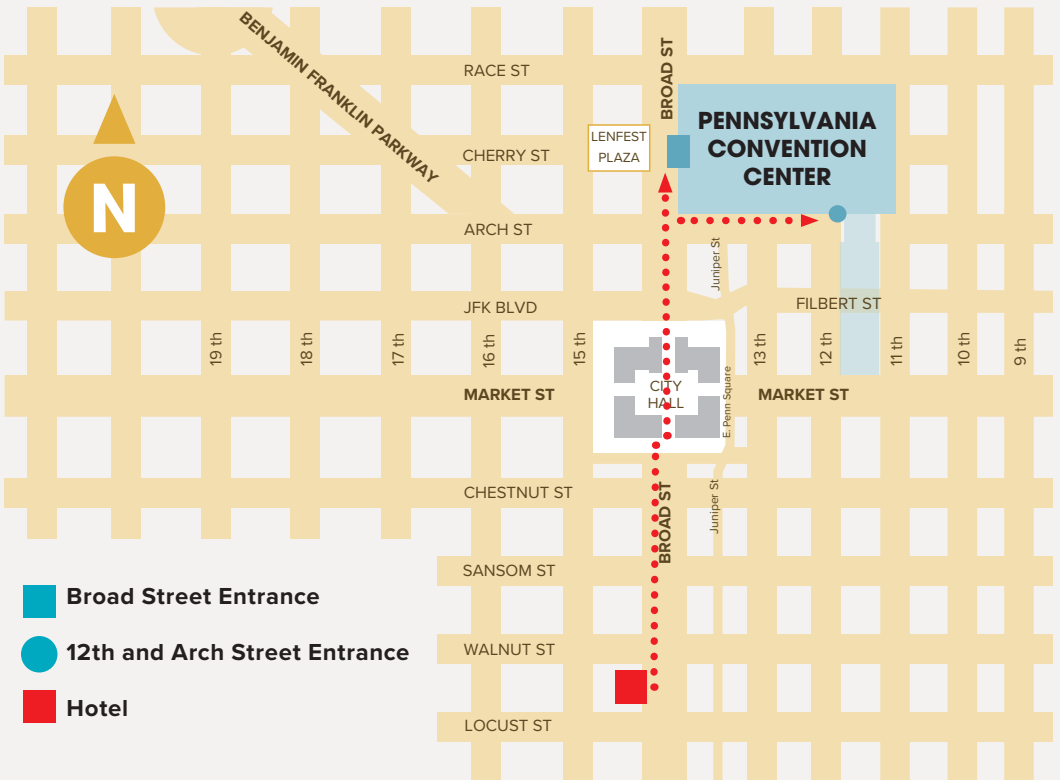 BENJAMIN FRANKLIN PARKWAY
BROAD ST
RACE ST
PENNSYLVANIA
CONVENTION
CENTER
LENFEST
PLAZA
CHERRY ST
N
ARCH ST
Juniper St
JFK BLVD
FILBERT ST
19 th
18 th
17 th
16 th
15 th
13 th
12 th
11 th
10 th
9 th
CITY
HALL
E. Penn Square
MARKET ST
MARKET ST
CHESTNUT ST
BROAD ST
Juniper St
SANSOM ST
WALNUT ST
LOCUST ST
Broad Street Entrance
12th and Arch Street Entrance
Hotel